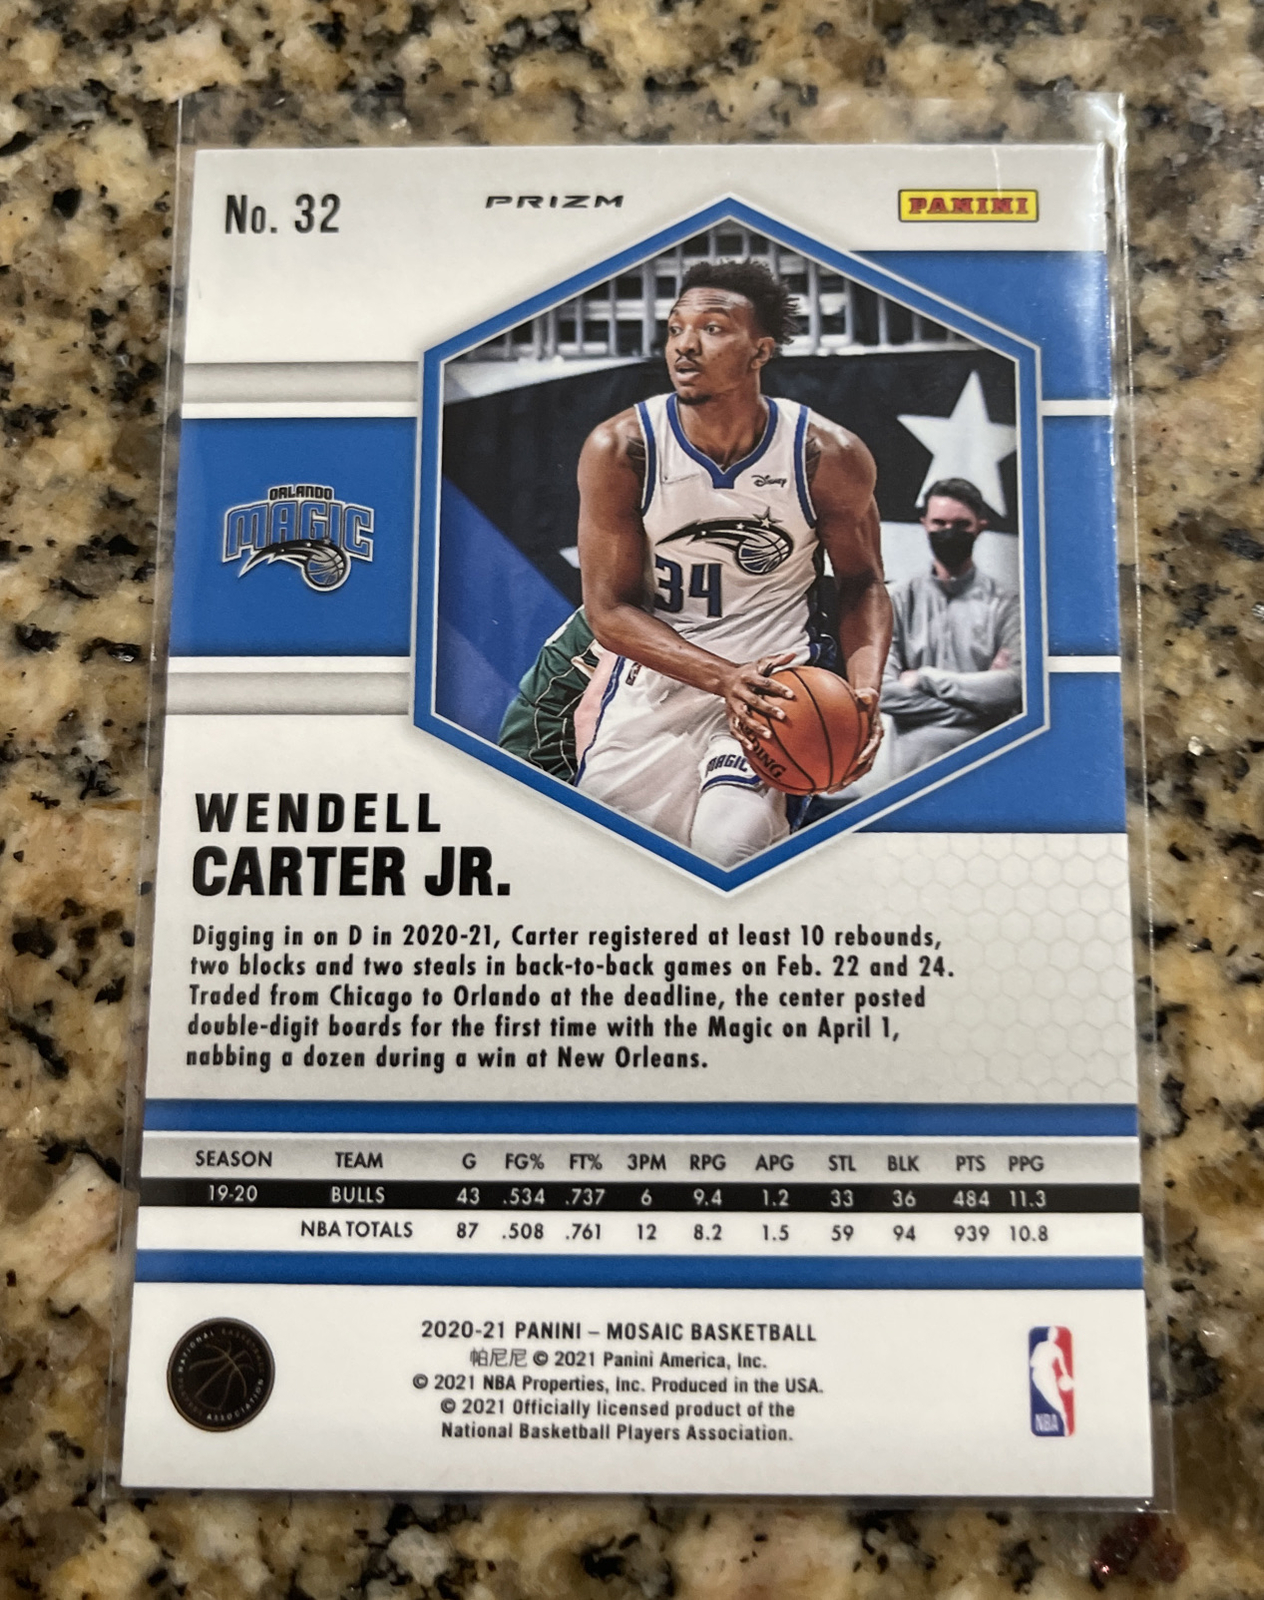 No. 32
PRIZM
PANINI
ORLANDO
MAGIC
Disney
34
MAGIC
WENDELL
CARTER JR.
Digging in on D in 2020-21, Carter registered at least 10 rebounds,
two blocks and two steals in back-to-back games on Feb. 22 and 24.
Traded from Chicago to Orlando at the deadline, the center posted
double-digit boards for the first time with the Magic on April 1,
nabbing a dozen during a win at New Orleans.
SEASON TEAM G FG% FT% 3PM RPG APG STL BLK PTS PPG
19-20 BULLS 43 .534 .737 6 9.4 1.2 33 36 484 11.3
NBA TOTALS 87 .508 .761 12 8.2 1.5 59 94 939 10.8
2020-21 PANINI – MOSAIC BASKETBALL
帕尼尼 © 2021 Panini America, Inc.
© 2021 NBA Properties, Inc. Produced in the USA.
© 2021 Officially licensed product of the
National Basketball Players Association.
NATIONAL BASKETBALL
ASSOCIATION
NBA